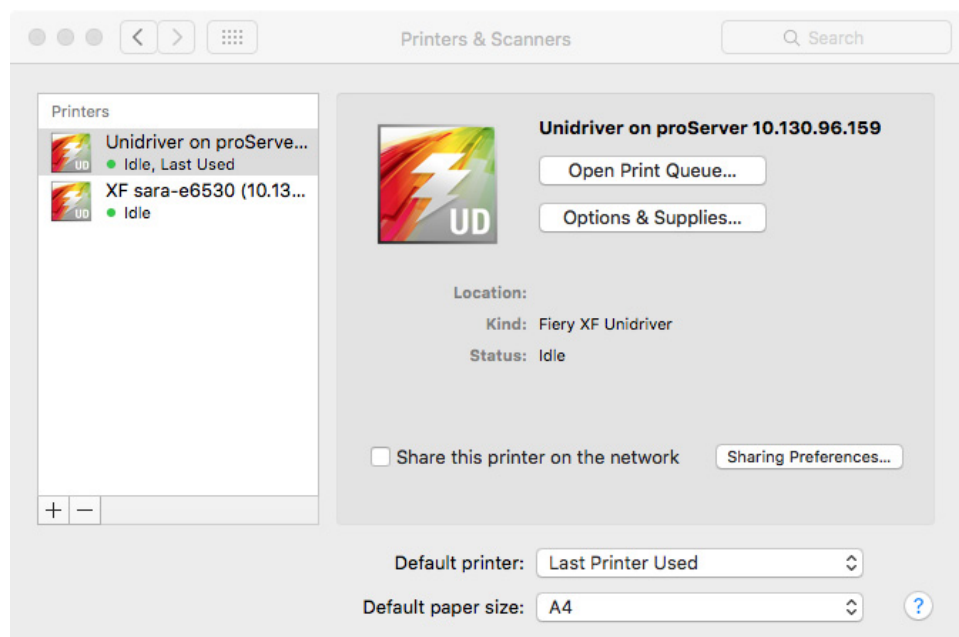 Printers & Scanners
Search
Printers
Unidriver on proServe...
UD
Idle, Last Used
XF sara-e6530 (10.13...
UD
Idle
UD
Unidriver on proServer 10.130.96.159
Open Print Queue...
Options & Supplies...
Location:
Kind: Fiery XF Unidriver
Status: Idle
Share this printer on the network
Sharing Preferences...
+ −
Default printer: Last Printer Used
Default paper size: A4
?